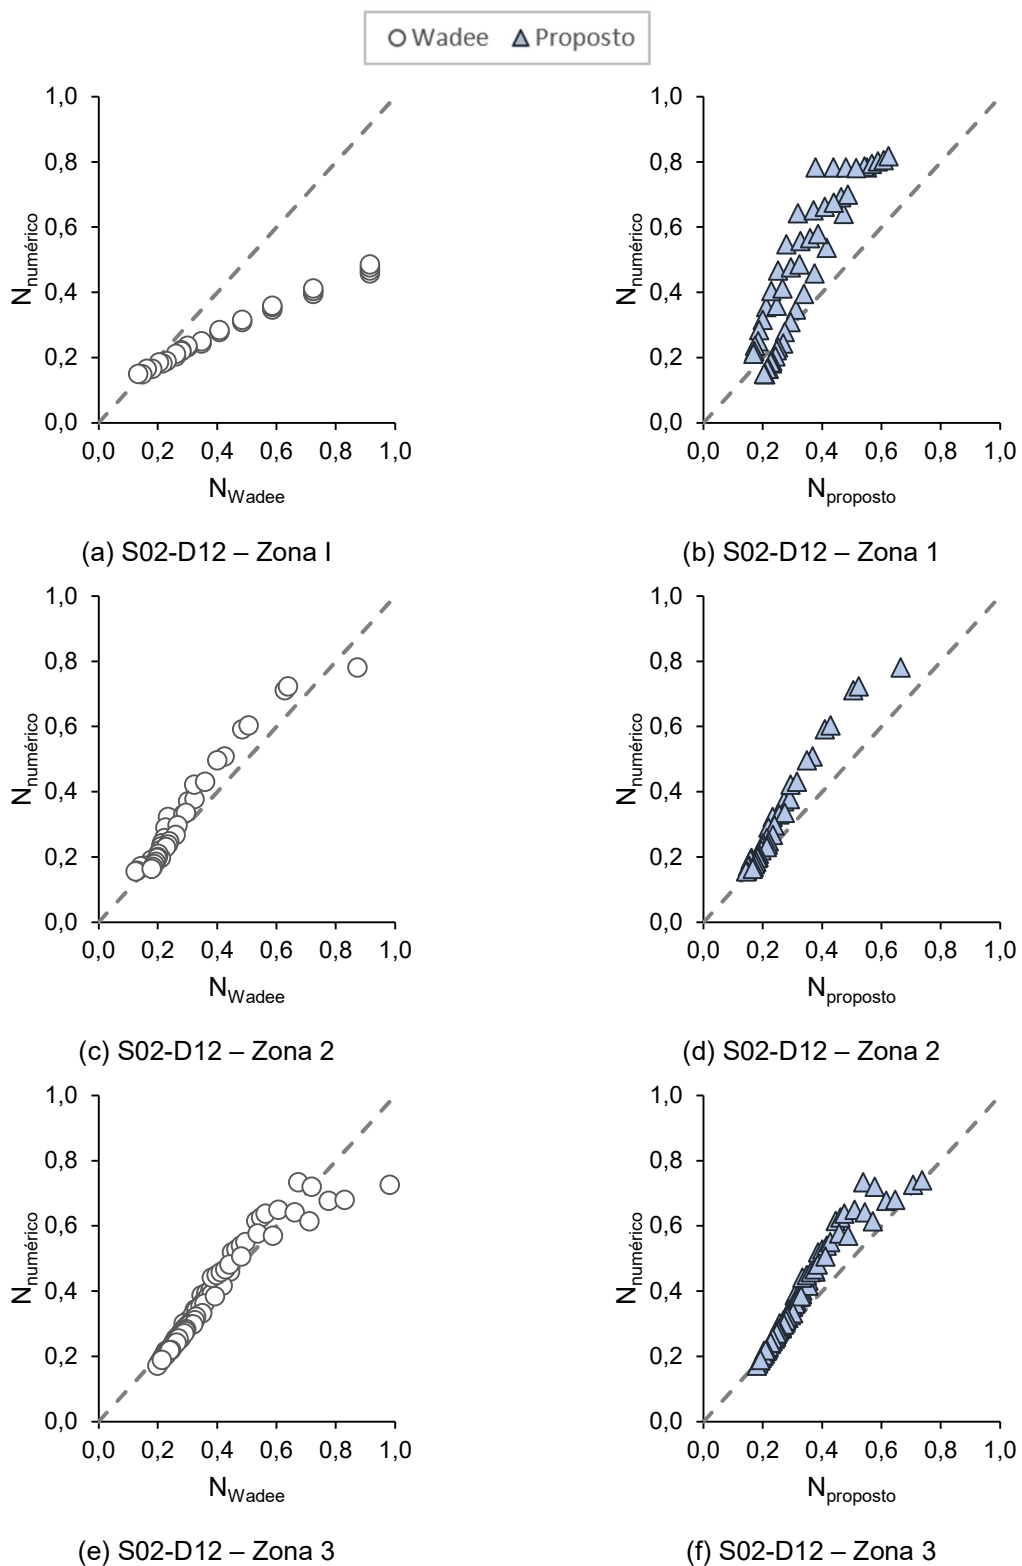 Wadee Proposto
1,0
0,8
0,6
0,4
0,2
0,0
0,0 0,2 0,4 0,6 0,8 1,0
Nnumérico
NWadee
(a) S02-D12 – Zona I
1,0
0,8
0,6
0,4
0,2
0,0
0,0 0,2 0,4 0,6 0,8 1,0
Nnumérico
Nproposto
(b) S02-D12 – Zona 1
1,0
0,8
0,6
0,4
0,2
0,0
0,0 0,2 0,4 0,6 0,8 1,0
Nnumérico
NWadee
(c) S02-D12 – Zona 2
1,0
0,8
0,6
0,4
0,2
0,0
0,0 0,2 0,4 0,6 0,8 1,0
Nnumérico
Nproposto
(d) S02-D12 – Zona 2
1,0
0,8
0,6
0,4
0,2
0,0
0,0 0,2 0,4 0,6 0,8 1,0
Nnumérico
NWadee
(e) S02-D12 – Zona 3
1,0
0,8
0,6
0,4
0,2
0,0
0,0 0,2 0,4 0,6 0,8 1,0
Nnumérico
Nproposto
(f) S02-D12 – Zona 3